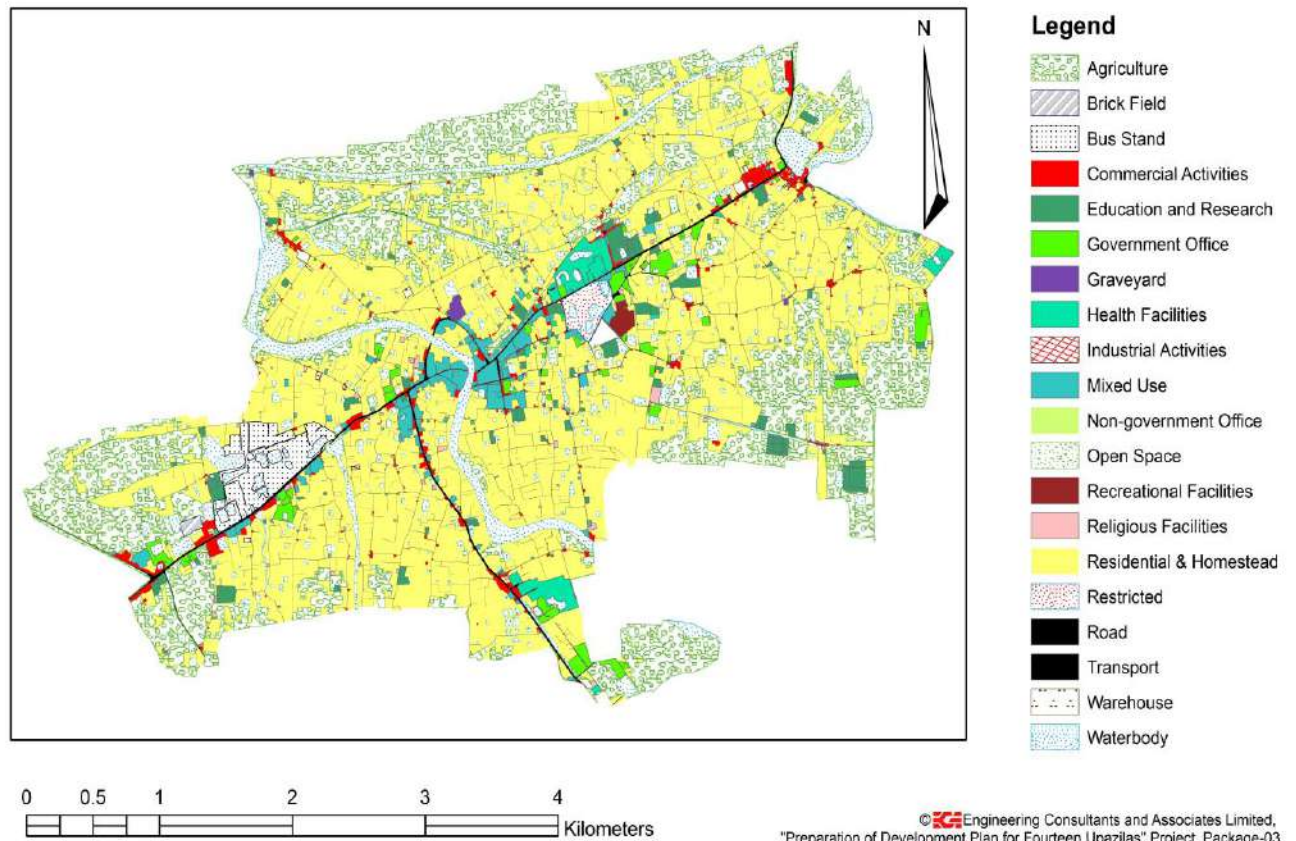 N
Legend
Agriculture
Brick Field
Bus Stand
Commercial Activities
Education and Research
Government Office
Graveyard
Health Facilities
Industrial Activities
Mixed Use
Non-government Office
Open Space
Recreational Facilities
Religious Facilities
Residential & Homestead
Restricted
Road
Transport
Warehouse
Waterbody
0 0.5 1 2 3 4
Kilometers
© Engineering Consultants and Associates Limited,
"Preparation of Development Plan for Fourteen Upazilas" Project, Package-03